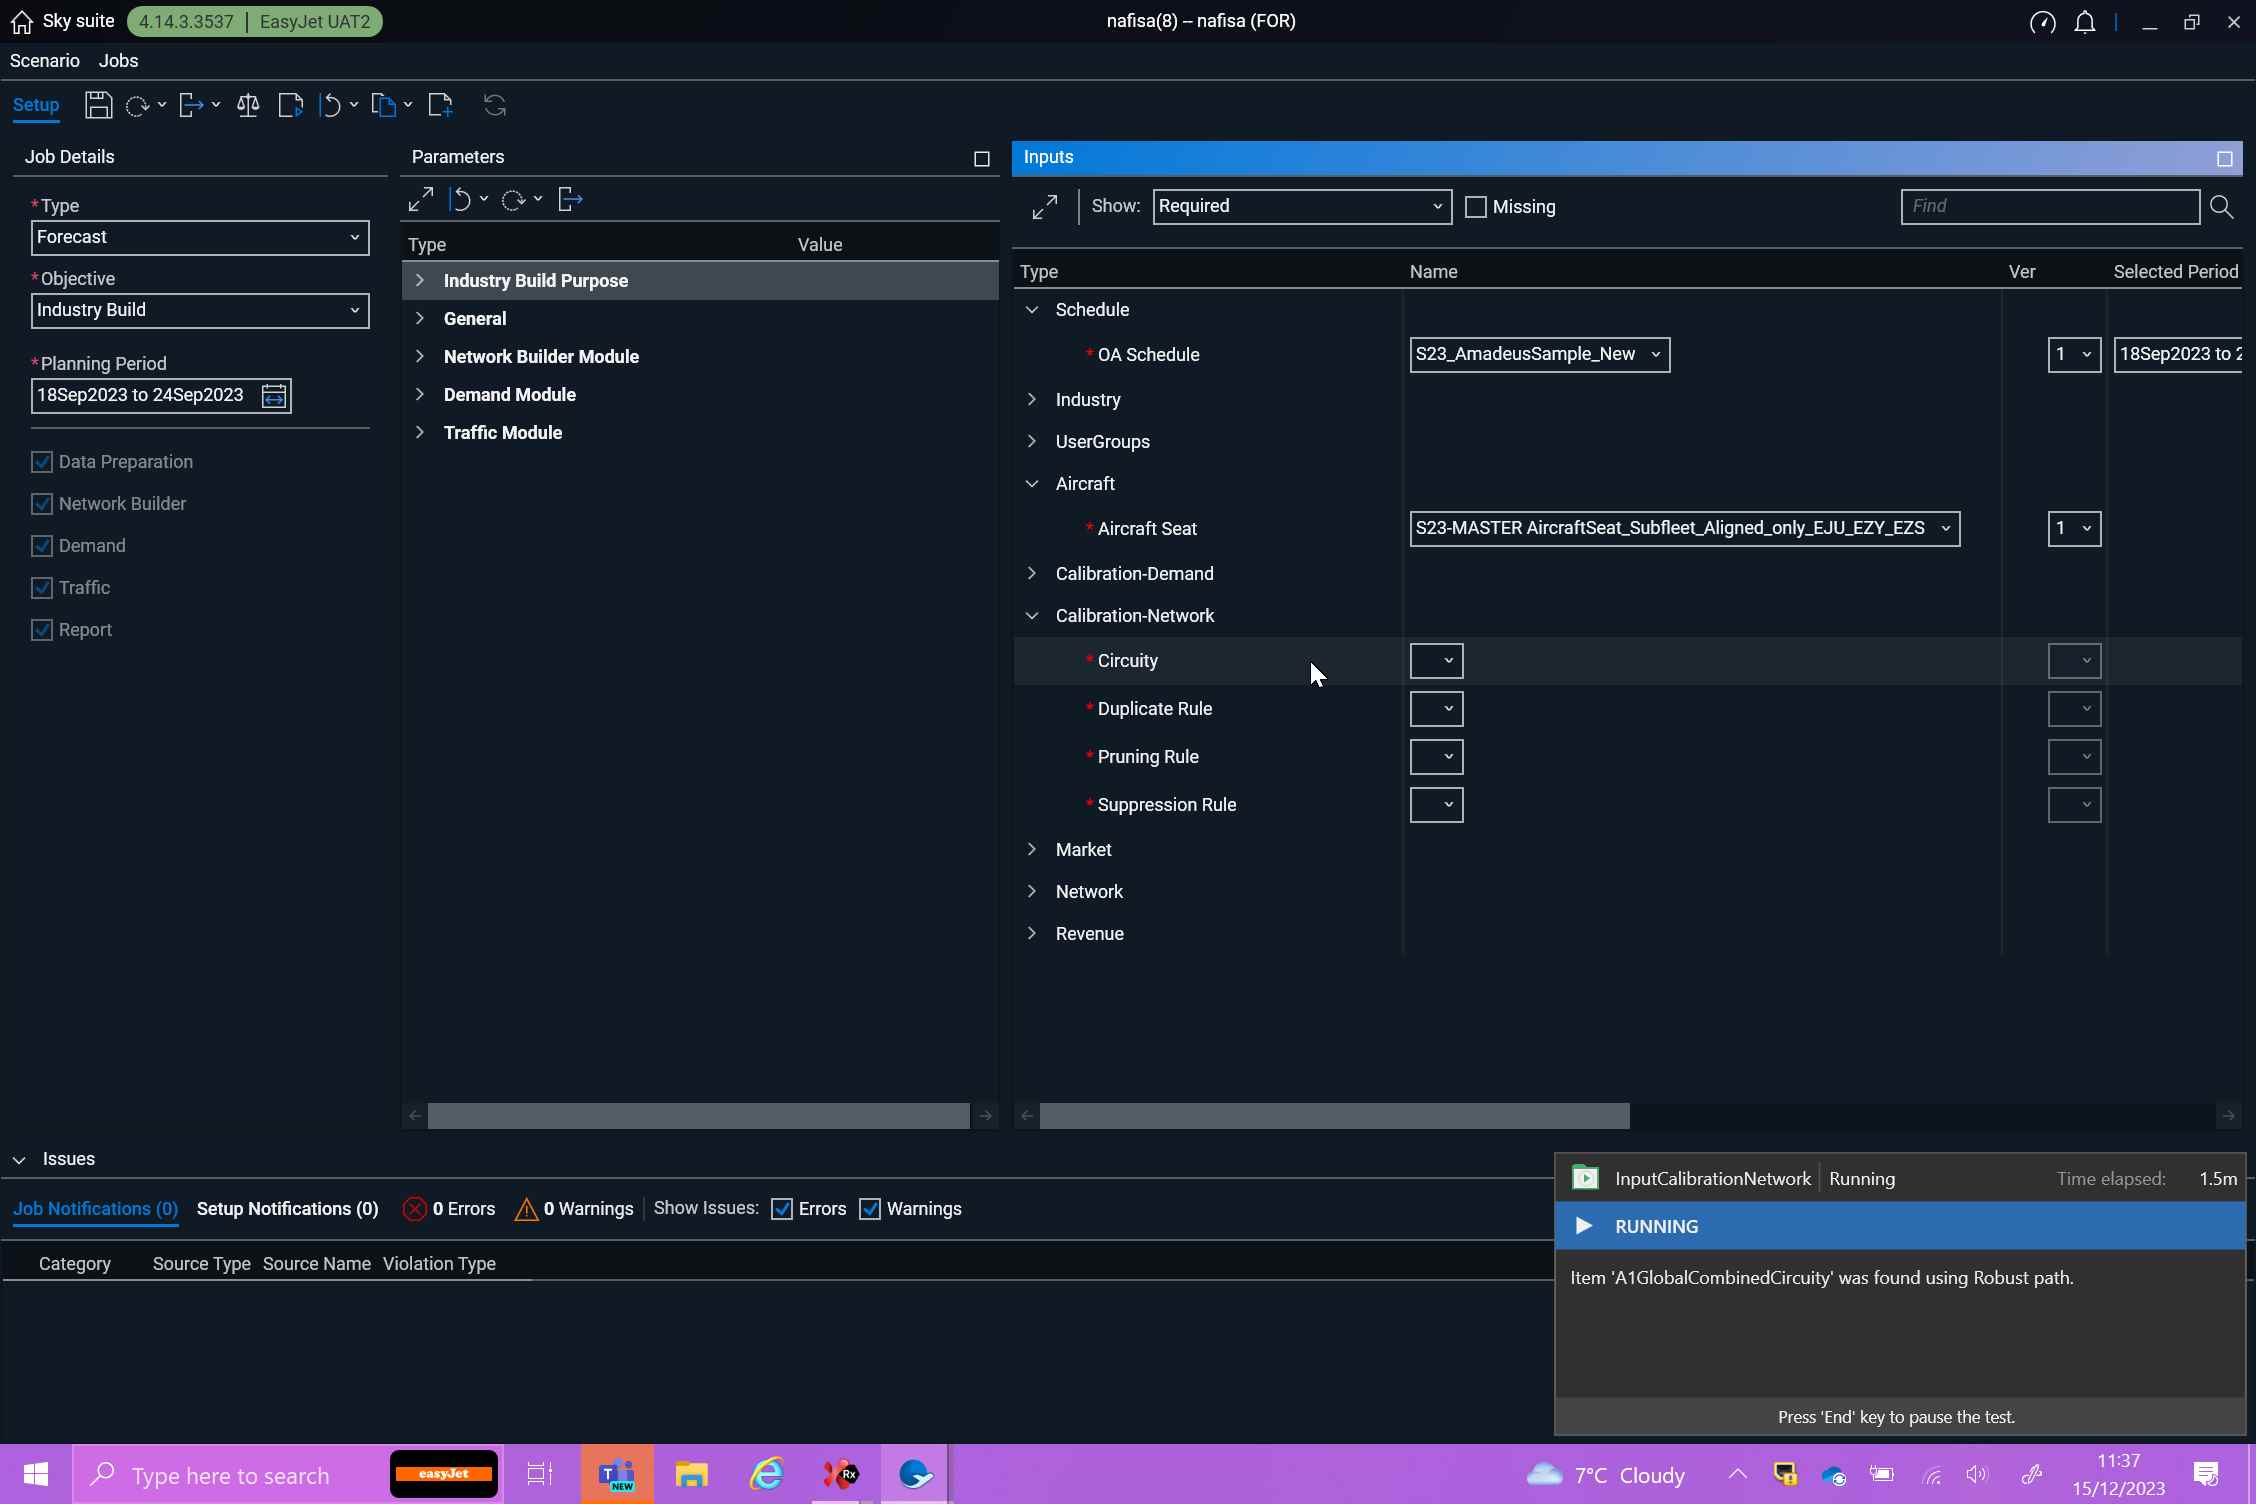 Sky suite 4.14.3.3537 | EasyJet UAT2 nafisa(8) – nafisa (FOR)
Scenario Jobs
Setup
Job Details
*Type
Forecast
*Objective
Industry Build
*Planning Period
18Sep2023 to 24Sep2023
Data Preparation
Network Builder
Demand
Traffic
Report
Parameters
Type Value
Industry Build Purpose
General
Network Builder Module
Demand Module
Traffic Module
Inputs
Show: Required Missing Find
Type Name Ver Selected Period
Schedule
* OA Schedule S23_AmadeusSample_New 1 18Sep2023 to 2
Industry
UserGroups
Aircraft
* Aircraft Seat S23-MASTER AircraftSeat_Subfleet_Aligned_only_EJU_EZY_EZS 1
Calibration-Demand
Calibration-Network
* Circuity
* Duplicate Rule
* Pruning Rule
* Suppression Rule
Market
Network
Revenue
Issues
Job Notifications (0) Setup Notifications (0) 0 Errors 0 Warnings Show Issues: Errors Warnings
Category Source Type Source Name Violation Type
InputCalibrationNetwork Running Time elapsed: 1.5m
RUNNING
Item 'A1GlobalCombinedCircuity' was found using Robust path.
Press 'End' key to pause the test.
Type here to search easyJet T NEW Rx 7°C Cloudy 11:37
15/12/2023